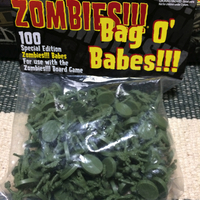 ZOMBIES!!!
Bag O'
Babes!!!
100
Special Edition
Zombies!!! Babes
For use with the
Zombies!!! Board Game